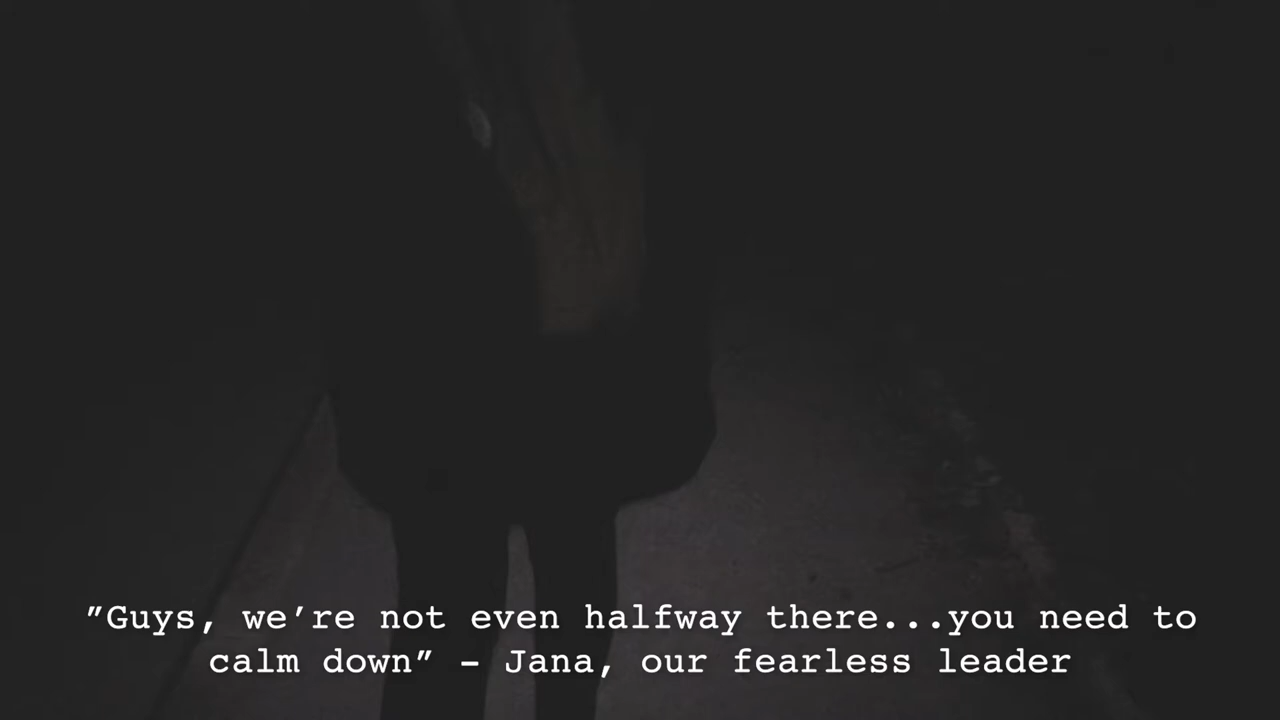 ”Guys, we’re not even halfway there...you need to
calm down” – Jana, our fearless leader